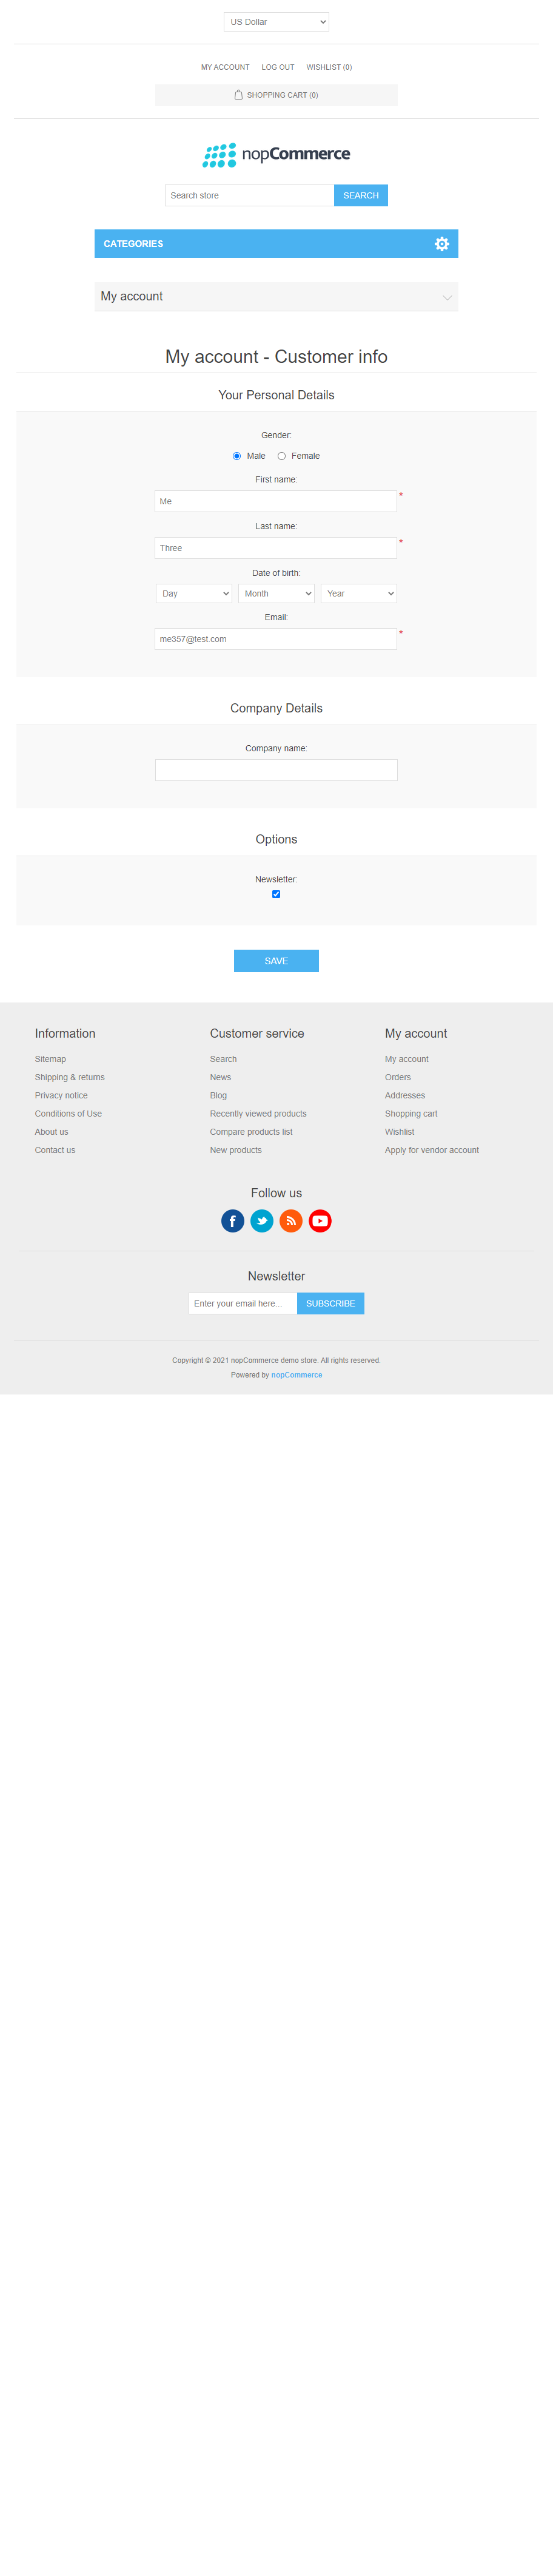 US Dollar
MY ACCOUNT LOG OUT WISHLIST (0)
SHOPPING CART (0)
nopCommerce
Search store SEARCH
CATEGORIES
My account
My account - Customer info
Your Personal Details
Gender:
Male Female
First name:
Me *
Last name:
Three *
Date of birth:
Day Month Year
Email:
me357@test.com *
Company Details
Company name:
Options
Newsletter:
SAVE
Information
Sitemap
Shipping & returns
Privacy notice
Conditions of Use
About us
Contact us
Customer service
Search
News
Blog
Recently viewed products
Compare products list
New products
My account
My account
Orders
Addresses
Shopping cart
Wishlist
Apply for vendor account
Follow us
Newsletter
Enter your email here... SUBSCRIBE
Copyright © 2021 nopCommerce demo store. All rights reserved.
Powered by nopCommerce